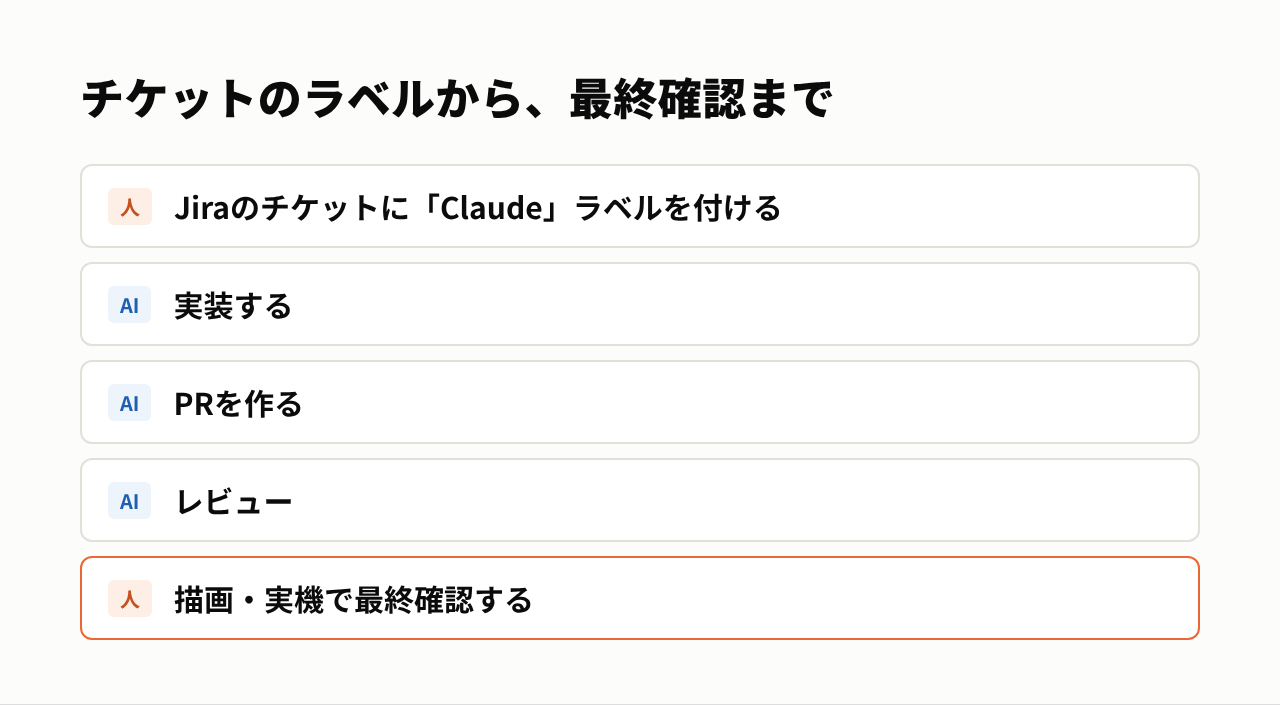 チケットのラベルから、最終確認まで
人 Jiraのチケットに「Claude」ラベルを付ける
AI 実装する
AI PRを作る
AI レビュー
人 描画・実機で最終確認する